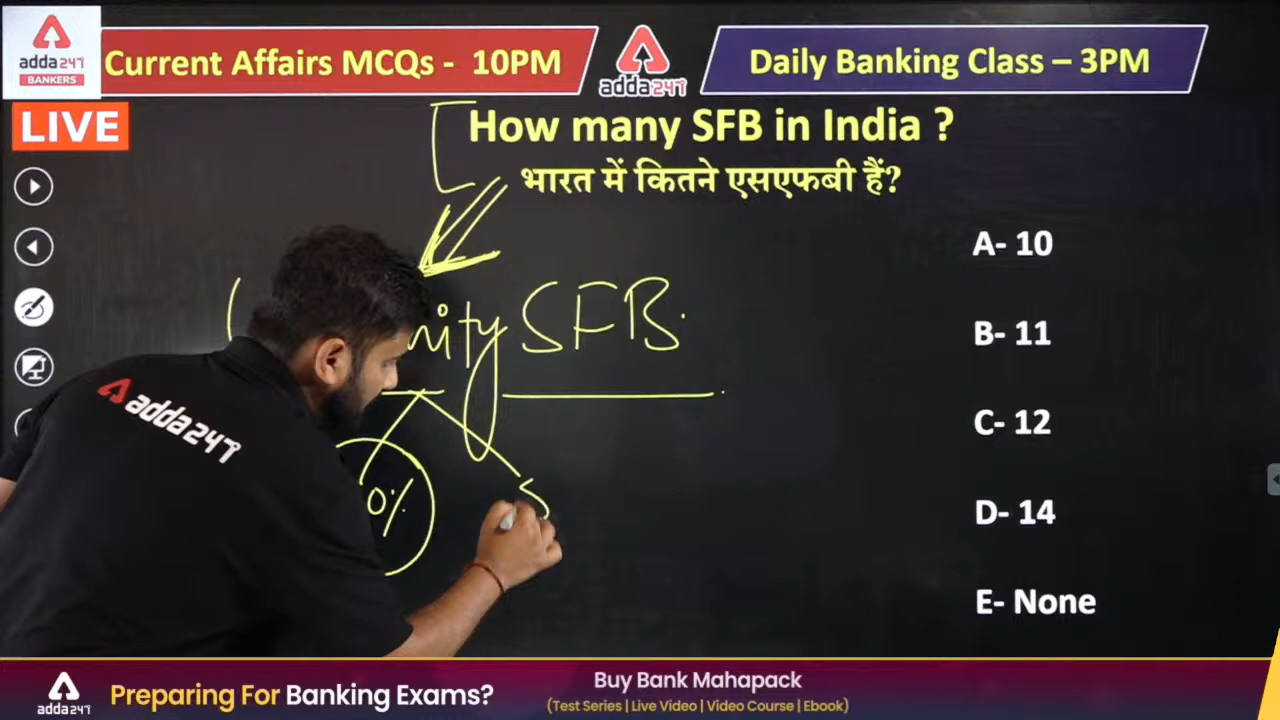 adda247
BANKERS
Current Affairs MCQs - 10PM
adda247
Daily Banking Class – 3PM
LIVE
How many SFB in India ?
भारत में कितने एसएफबी हैं?
A- 10
SFB.
B- 11
adda247
C- 12
0%
D- 14
E- None
adda247
Preparing For Banking Exams?
Buy Bank Mahapack
(Test Series | Live Video | Video Course | Ebook)